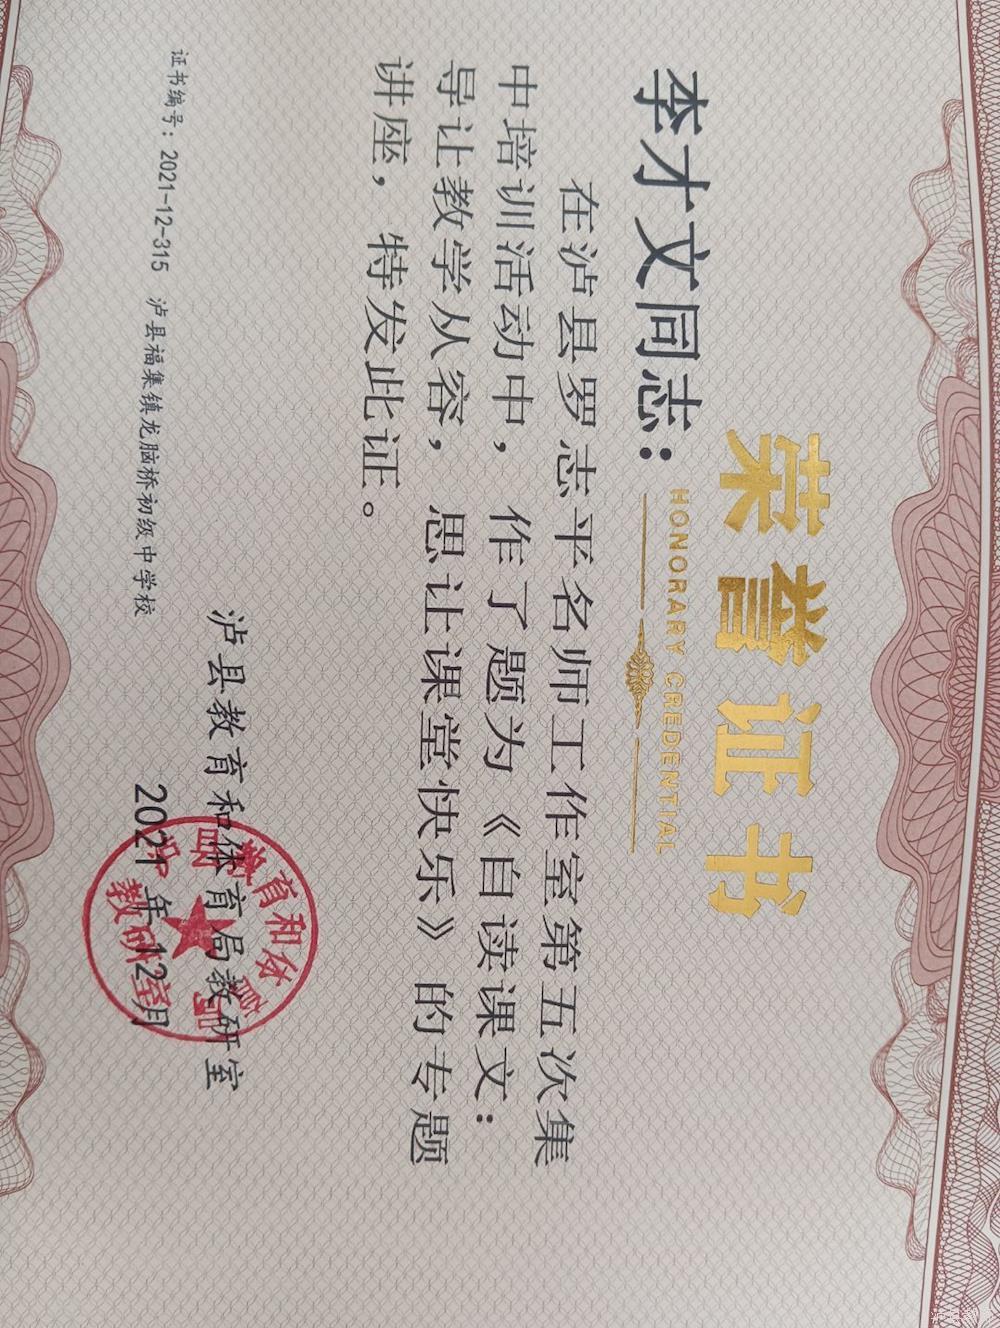 荣誉证书
HONORARY CREDENTIAL
李才文同志：
在泸县罗志平名师工作室第五次集
中培训活动中，作了题为《自读课文：
导让教学从容，思让课堂快乐》的专题
讲座，特发此证。
泸县教育和体育局教研室
2021年12月
证书编号：2021-12-315 泸县福集镇龙脑桥初级中学校